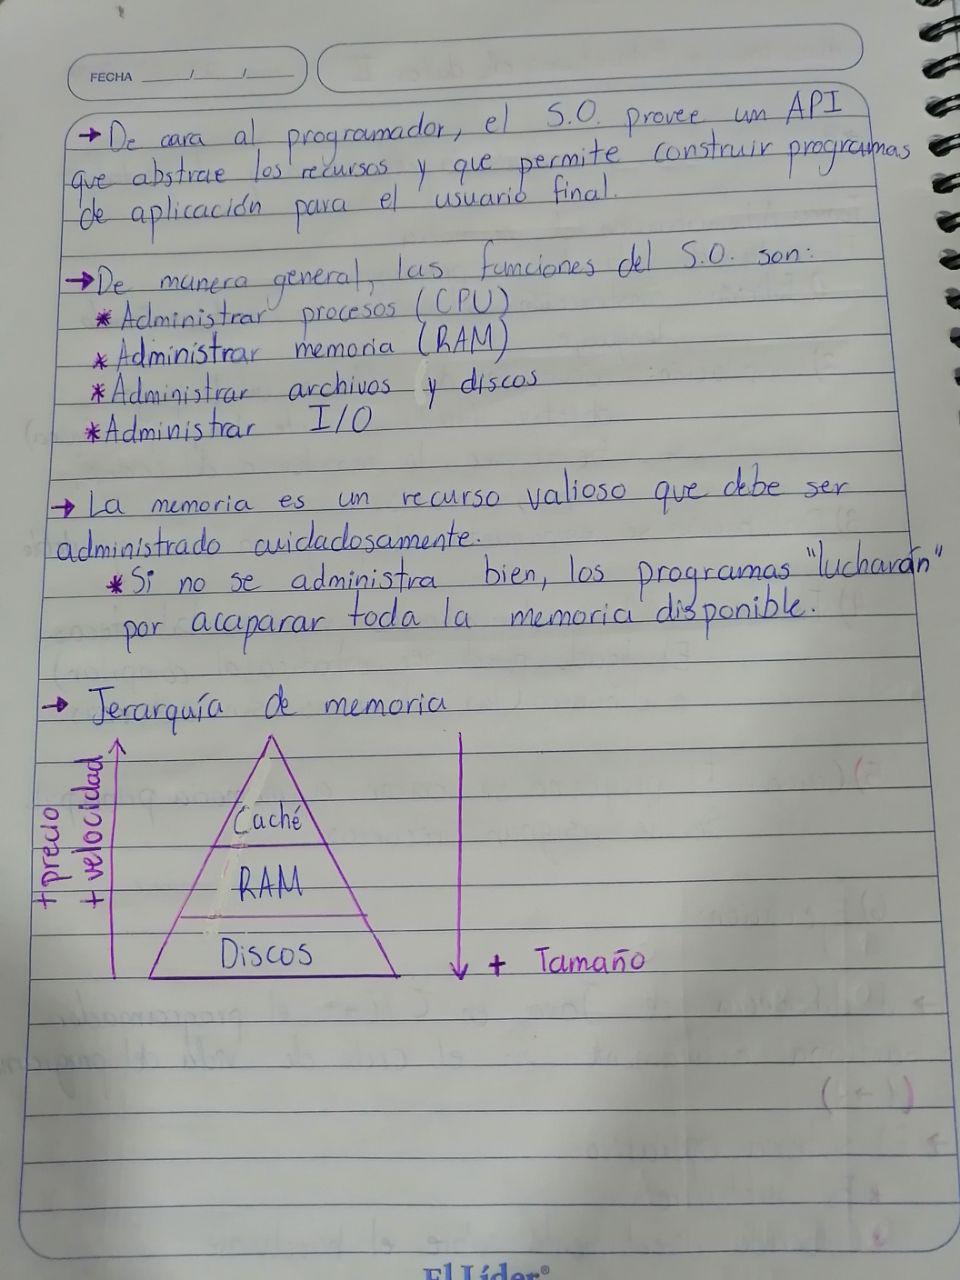 FECHA ___/___/___
→ De cara al programador, el S.O. provee um API
que abstrae los recursos y que permite construir programas
de aplicación para el usuario final.
→ De manera general, las funciones del S.O. son:
* Administrar procesos (CPU)
* Administrar memoria (RAM)
* Administrar archivos y discos
* Administrar I/O
→ La memoria es un recurso valioso que debe ser
administrado cuidadosamente.
* Si no se administra bien, los programas "lucharán"
por acaparar toda la memoria disponible.
→ Jerarquía de memoria
+ precio
+ velocidad
Caché
RAM
Discos
+ Tamaño
El Líder®